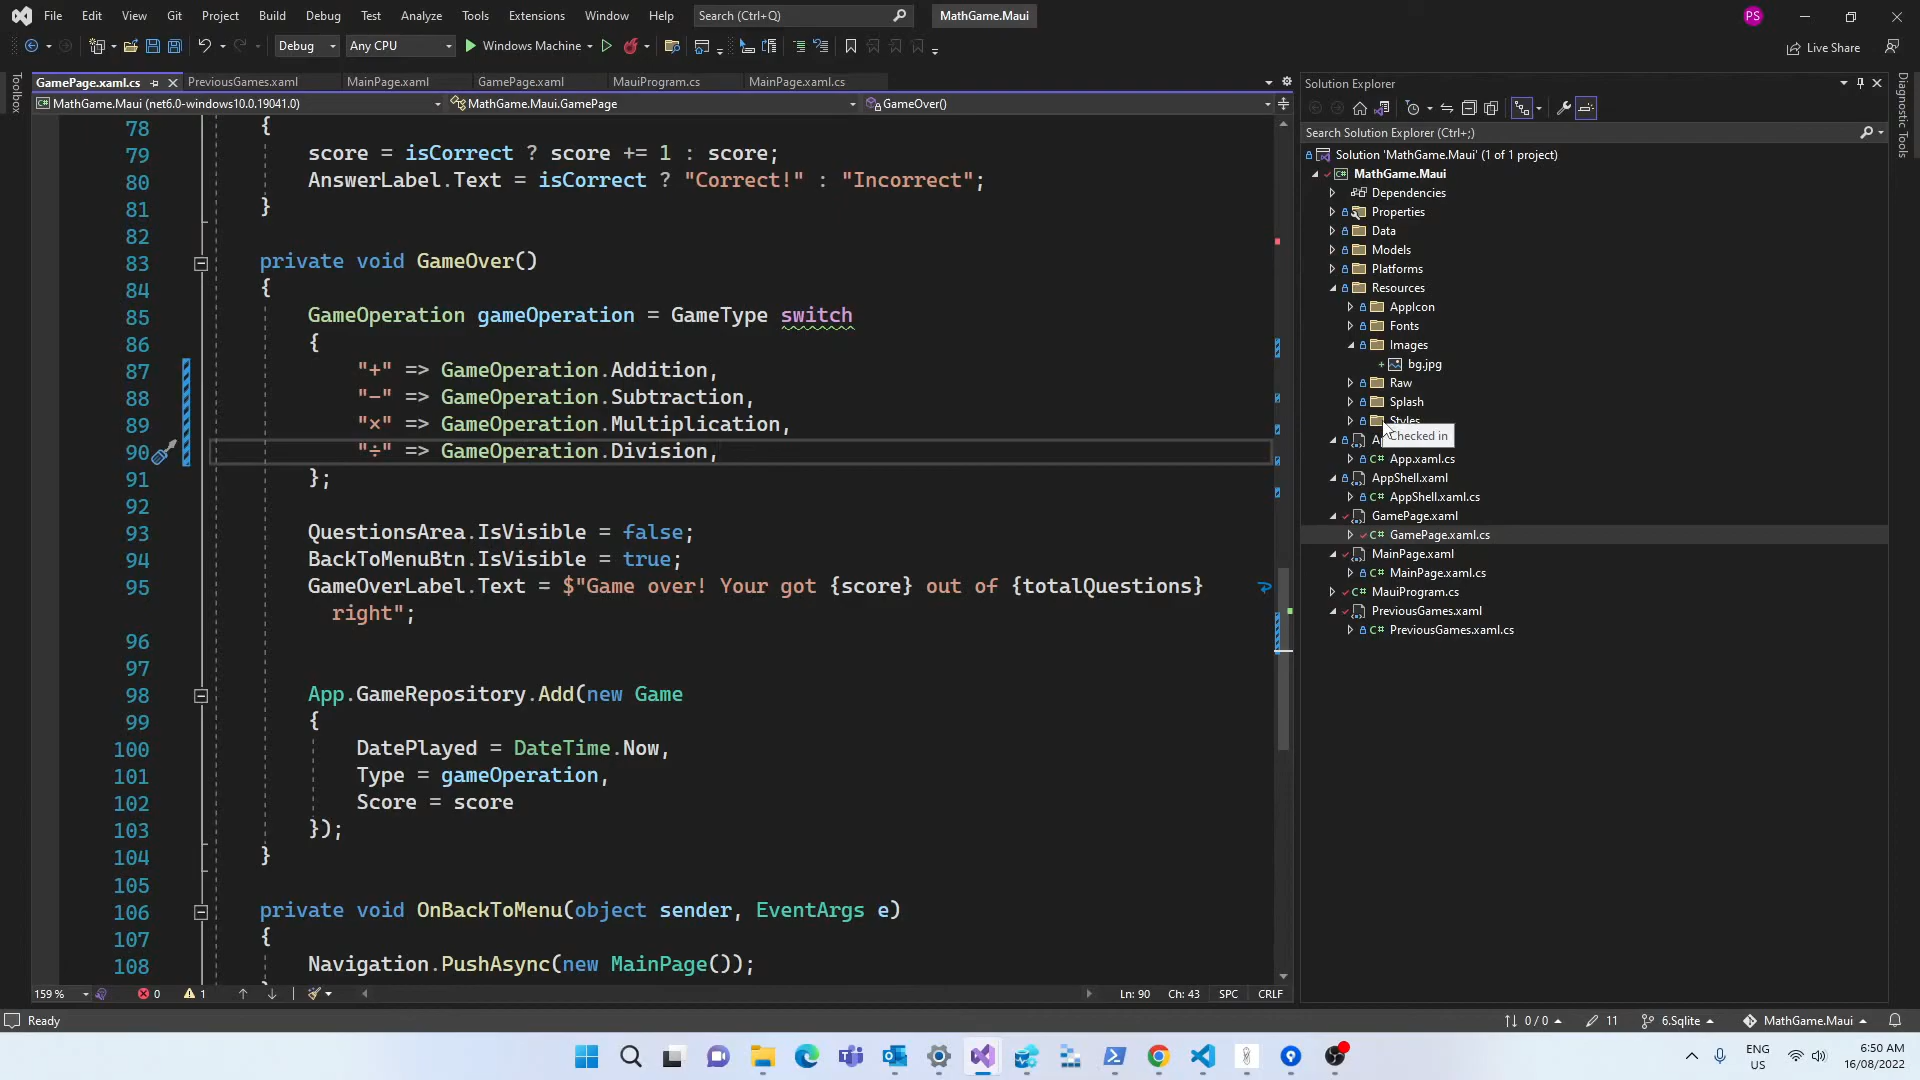 File Edit View Git Project Build Debug Test Analyze Tools Extensions Window Help Search (Ctrl+Q) MathGame.Maui PS
Debug Any CPU Windows Machine Live Share
GamePage.xaml.cs PreviousGames.xaml MainPage.xaml GamePage.xaml MauiProgram.cs MainPage.xaml.cs
MathGame.Maui (net6.0-windows10.0.19041.0) MathGame.Maui.GamePage GameOver()
Toolbox
78 {
79 score = isCorrect ? score += 1 : score;
80 AnswerLabel.Text = isCorrect ? "Correct!" : "Incorrect";
81 }
82
83 private void GameOver()
84 {
85 GameOperation gameOperation = GameType switch
86 {
87 "+" => GameOperation.Addition,
88 "-" => GameOperation.Subtraction,
89 "×" => GameOperation.Multiplication,
90 "÷" => GameOperation.Division,
91 };
92
93 QuestionsArea.IsVisible = false;
94 BackToMenuBtn.IsVisible = true;
95 GameOverLabel.Text = $"Game over! Your got {score} out of {totalQuestions}
right";
96
97
98 App.GameRepository.Add(new Game
99 {
100 DatePlayed = DateTime.Now,
101 Type = gameOperation,
102 Score = score
103 });
104 }
105
106 private void OnBackToMenu(object sender, EventArgs e)
107 {
108 Navigation.PushAsync(new MainPage());
159 % 0 1 Ln: 90 Ch: 43 SPC CRLF
Solution Explorer
Search Solution Explorer (Ctrl+;)
Solution 'MathGame.Maui' (1 of 1 project)
MathGame.Maui
Dependencies
Properties
Data
Models
Platforms
Resources
AppIcon
Fonts
Images
bg.jpg
Raw
Splash
Styles
Checked in
App.xaml.cs
AppShell.xaml
AppShell.xaml.cs
GamePage.xaml
GamePage.xaml.cs
MainPage.xaml
MainPage.xaml.cs
MauiProgram.cs
PreviousGames.xaml
PreviousGames.xaml.cs
Diagnostic Tools
Ready 0 / 0 11 6.Sqlite MathGame.Maui
ENG
US
6:50 AM
16/08/2022